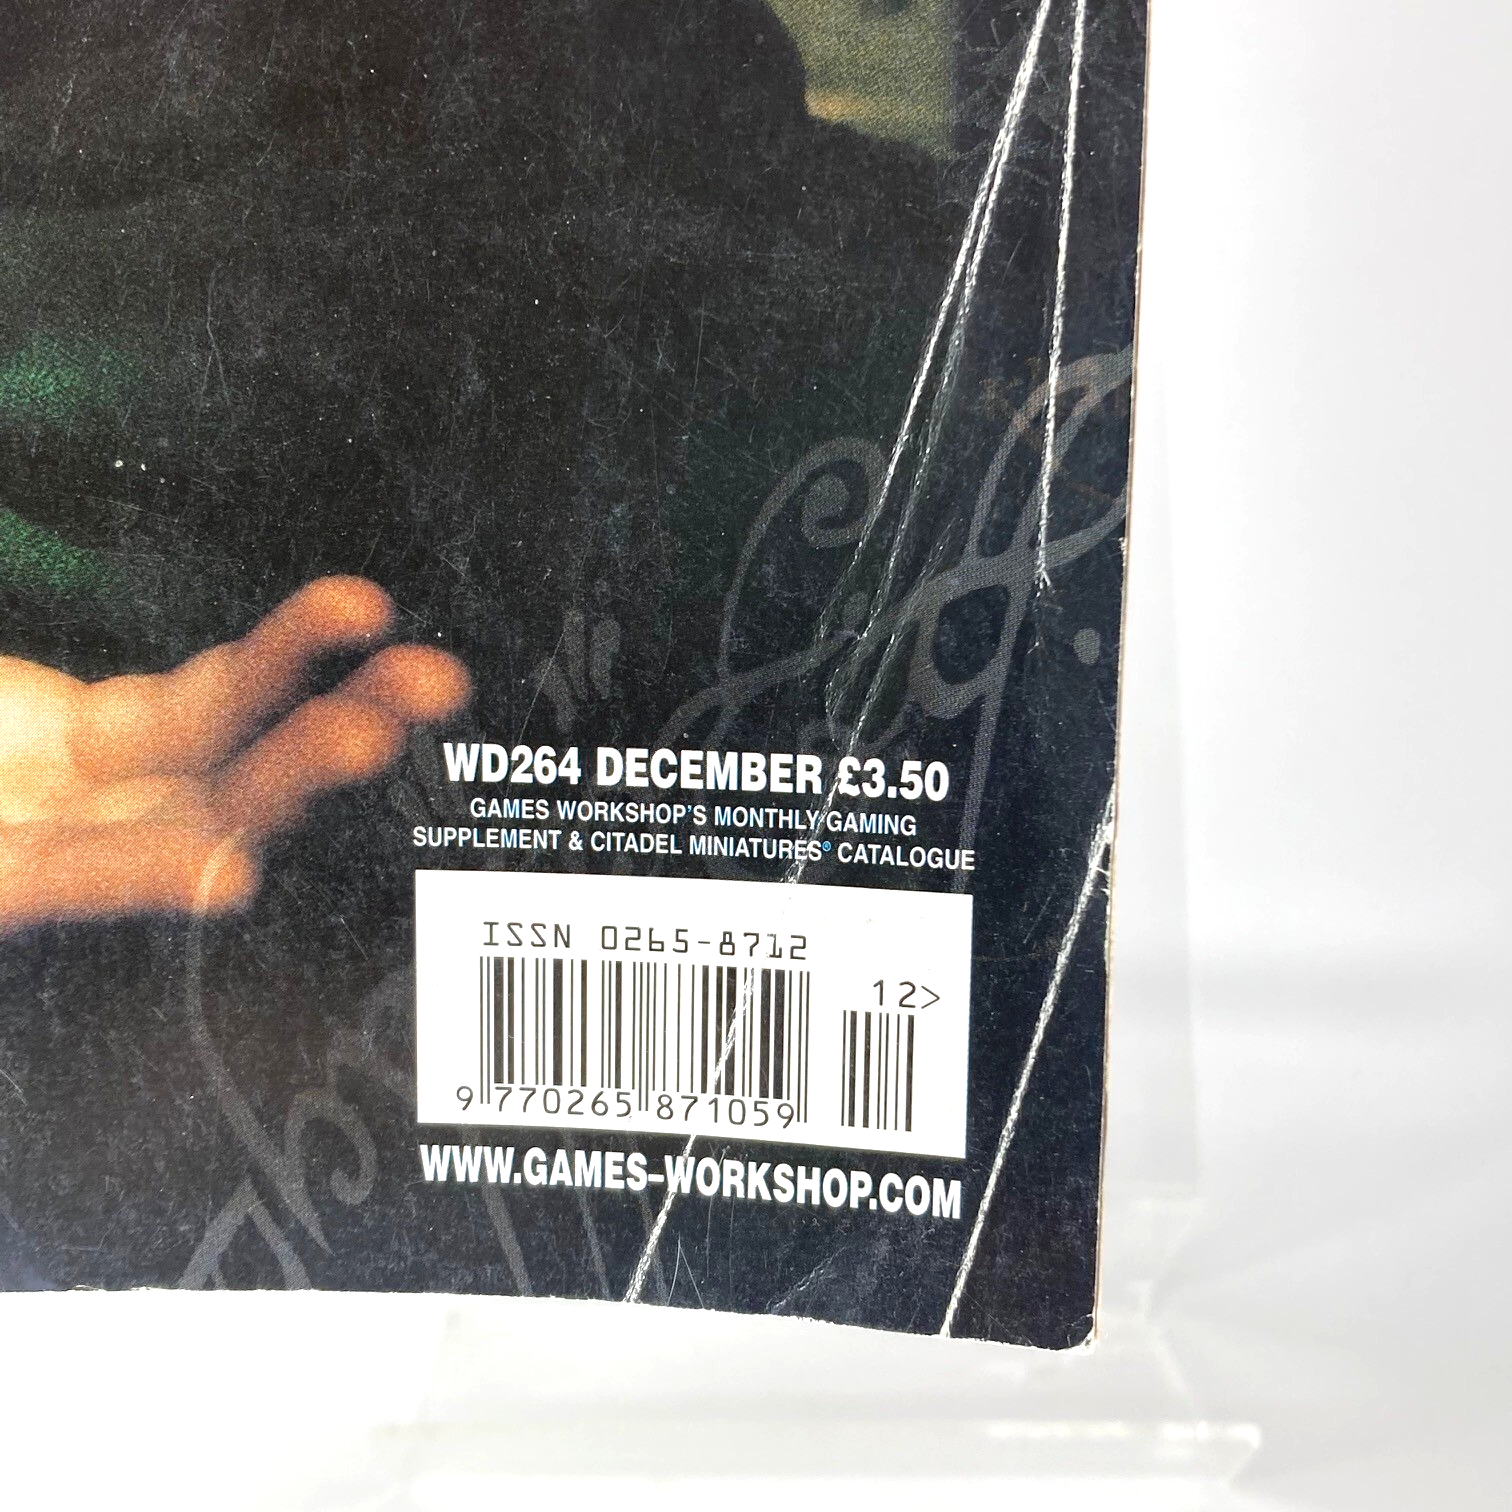 WD264 DECEMBER £3.50
GAMES WORKSHOP'S MONTHLY GAMING
SUPPLEMENT & CITADEL MINIATURES® CATALOGUE
ISSN 0265-8712
12>
9 770265 871059
WWW.GAMES-WORKSHOP.COM